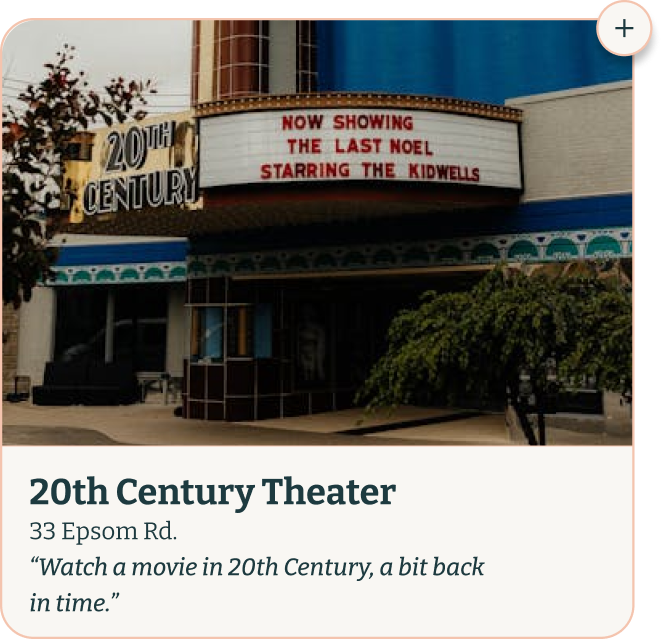 20TH
CENTURY
NOW SHOWING
THE LAST NOEL
STARRING THE KIDWELLS
20th Century Theater
33 Epsom Rd.
“Watch a movie in 20th Century, a bit back
in time.”